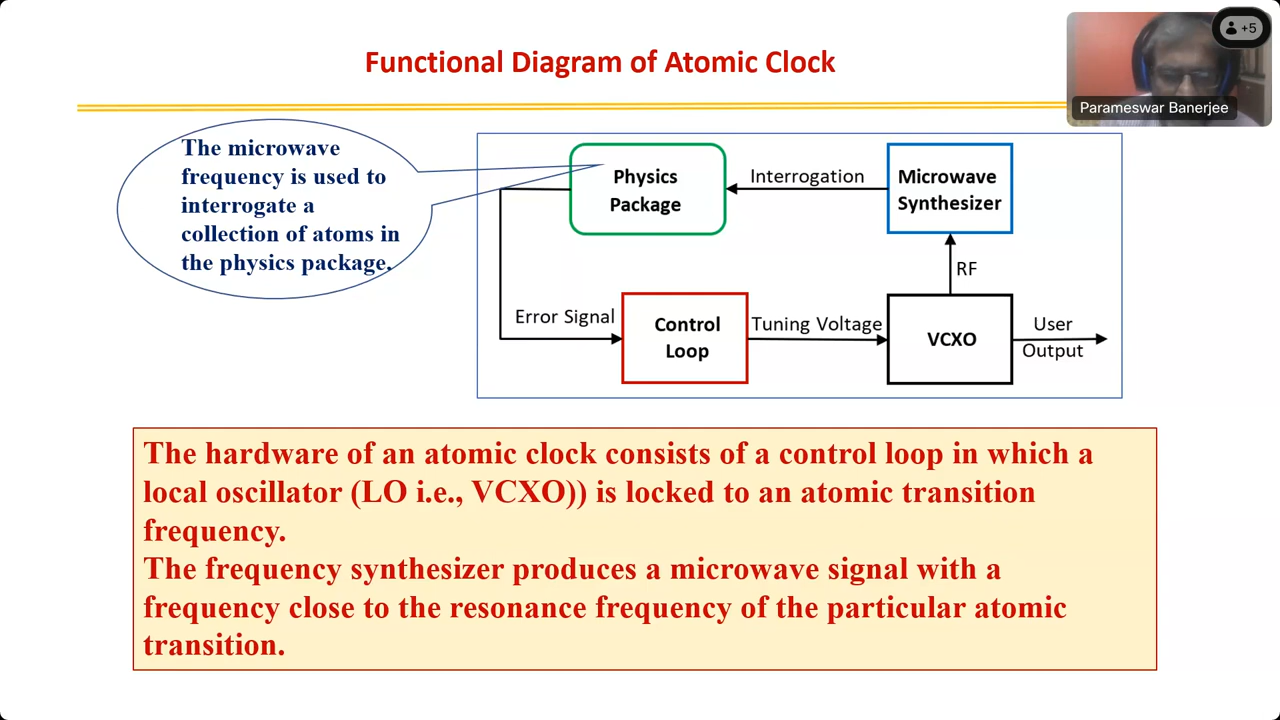 Functional Diagram of Atomic Clock
+5
Parameswar Banerjee
The microwave
frequency is used to
interrogate a
collection of atoms in
the physics package.
Physics
Package
Interrogation
Microwave
Synthesizer
RF
Error Signal
Control
Loop
Tuning Voltage
VCXO
User
Output
The hardware of an atomic clock consists of a control loop in which a
local oscillator (LO i.e., VCXO)) is locked to an atomic transition
frequency.
The frequency synthesizer produces a microwave signal with a
frequency close to the resonance frequency of the particular atomic
transition.